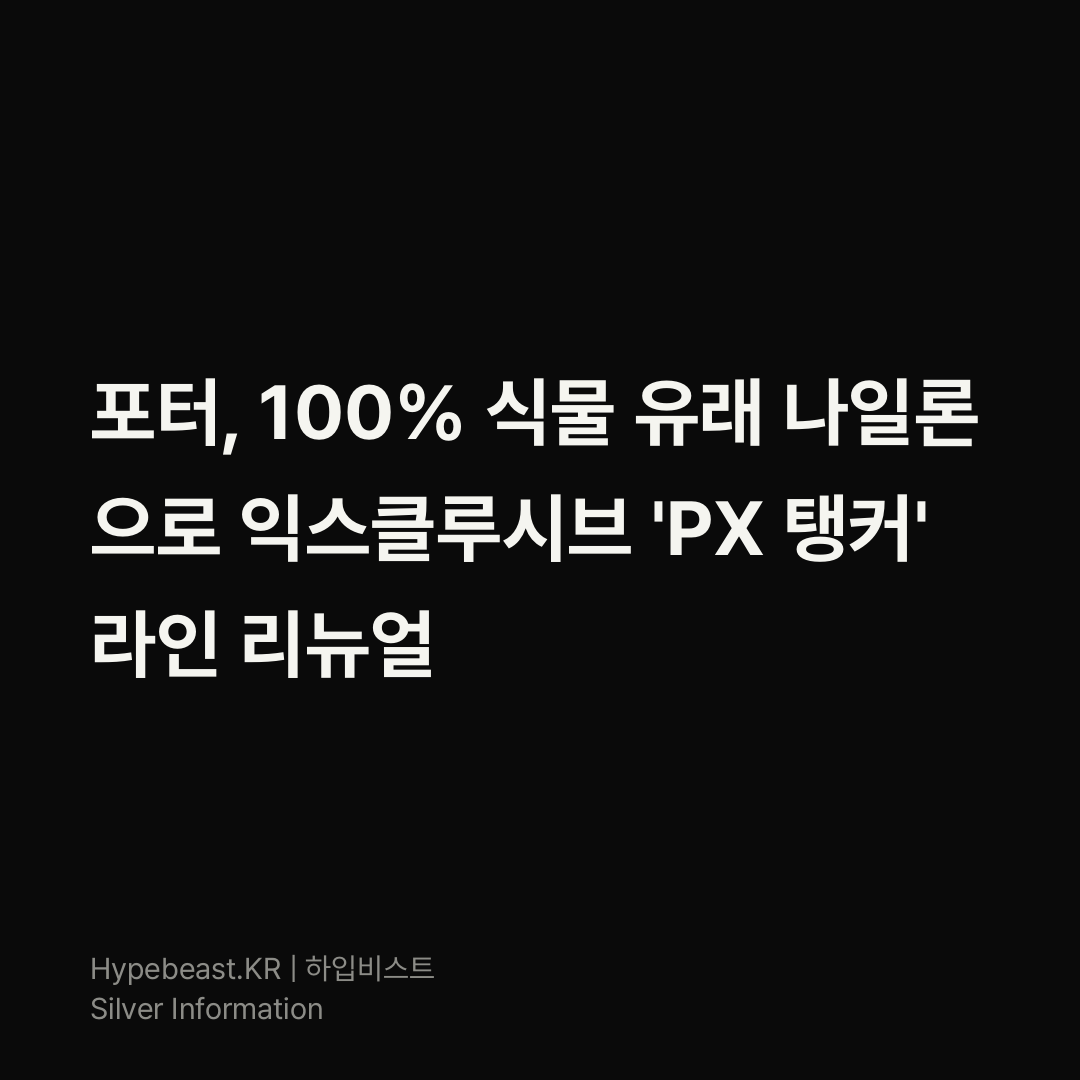 포터, 100% 식물 유래 나일론
으로 익스클루시브 'PX 탱커'
라인 리뉴얼
Hypebeast.KR | 하입비스트
Silver Information